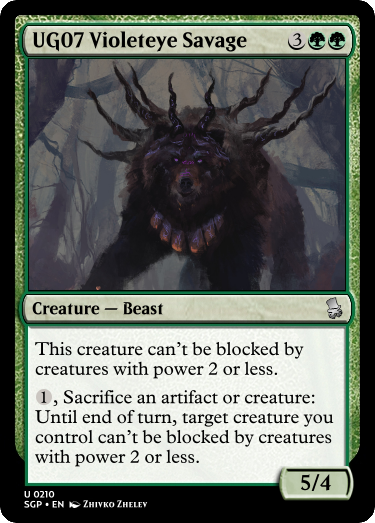 UG07 Violeteye Savage 3
Creature — Beast
This creature can't be blocked by
creatures with power 2 or less.
1, Sacrifice an artifact or creature:
Until end of turn, target creature you
control can't be blocked by creatures
with power 2 or less.
5/4
U 0210
SGP • EN Zhivko Zhelev